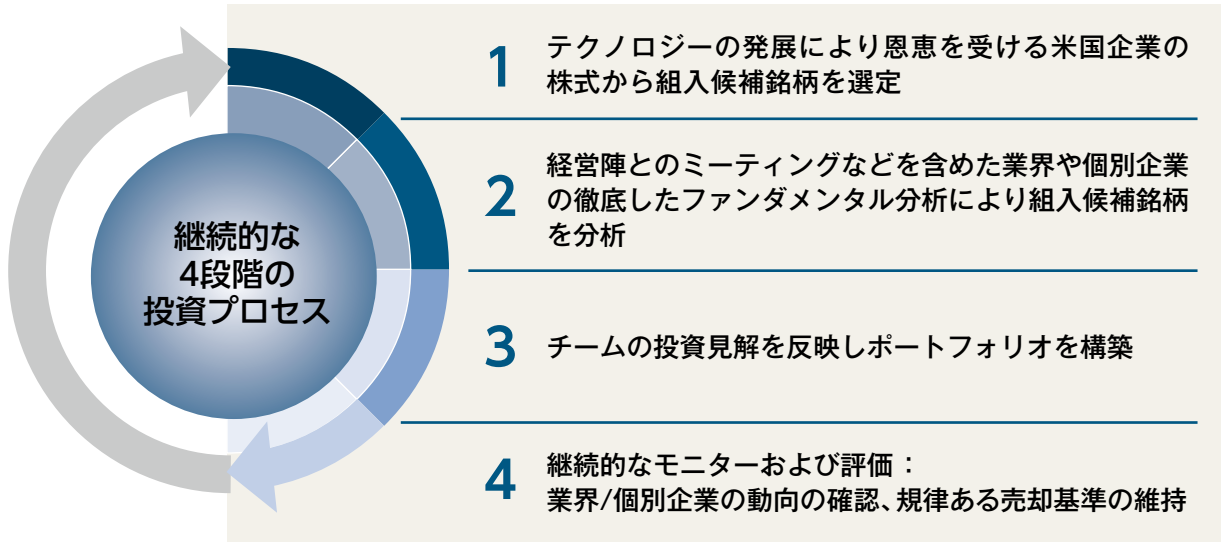 継続的な
4段階の
投資プロセス
1
テクノロジーの発展により恩恵を受ける米国企業の
株式から組入候補銘柄を選定
2
経営陣とのミーティングなどを含めた業界や個別企業
の徹底したファンダメンタル分析により組入候補銘柄
を分析
3
チームの投資見解を反映しポートフォリオを構築
4
継続的なモニターおよび評価：
業界/個別企業の動向の確認、規律ある売却基準の維持